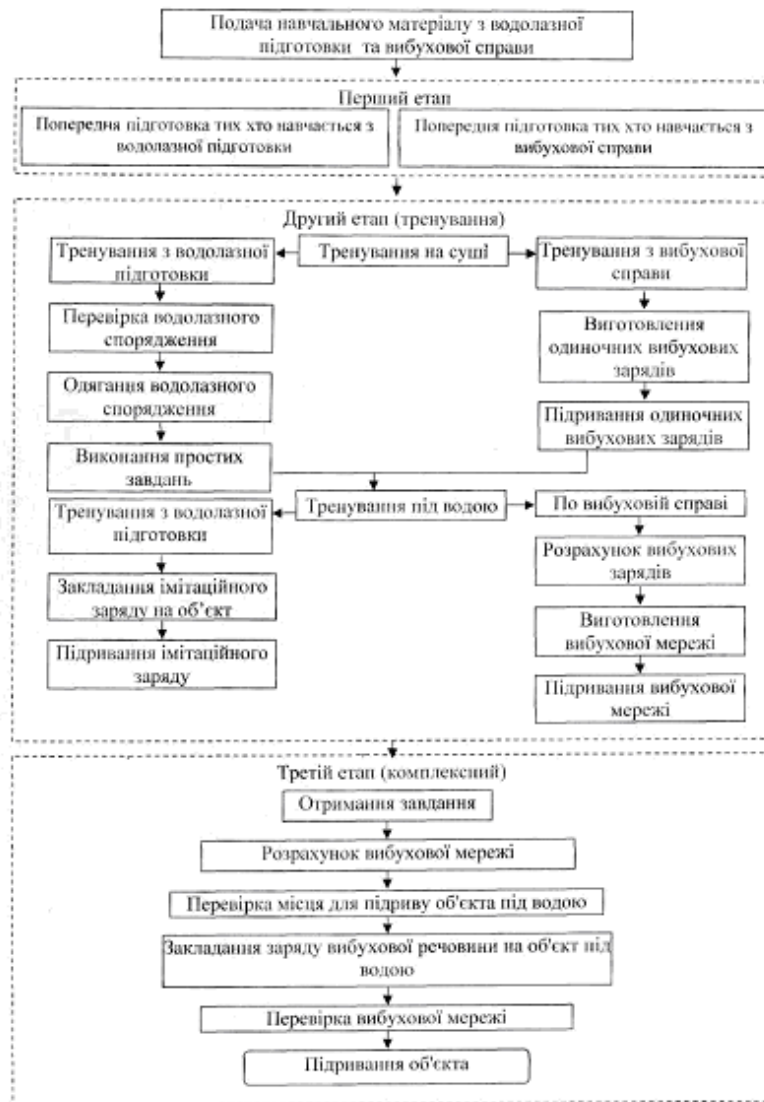 Подача навчального матеріалу з водолазної
підготовки та вибухової справи
Перший етап
Попередня підготовка тих хто навчається з
водолазної підготовки
Попередня підготовка тих хто навчається з
вибухової справи
Другий етап (тренування)
Тренування з водолазної
підготовки
Тренування на суші
Тренування з вибухової
справи
Перевірка водолазного
спорядження
Виготовлення
одиночних вибухових
зарядів
Одягання водолазного
спорядження
Підривання одиночних
вибухових зарядів
Виконання простих
завдань
Тренування з водолазної
підготовки
Тренування під водою
По вибуховій справі
Розрахунок вибухових
зарядів
Закладання імітаційного
заряду на об'єкт
Виготовлення
вибухової мережі
Підривання імітаційного
заряду
Підривання вибухової
мережі
Третій етап (комплексний)
Отримання завдання
Розрахунок вибухової мережі
Перевірка місця для підриву об'єкта під водою
Закладання заряду вибухової речовини на об'єкт під
водою
Перевірка вибухової мережі
Підривання об'єкта